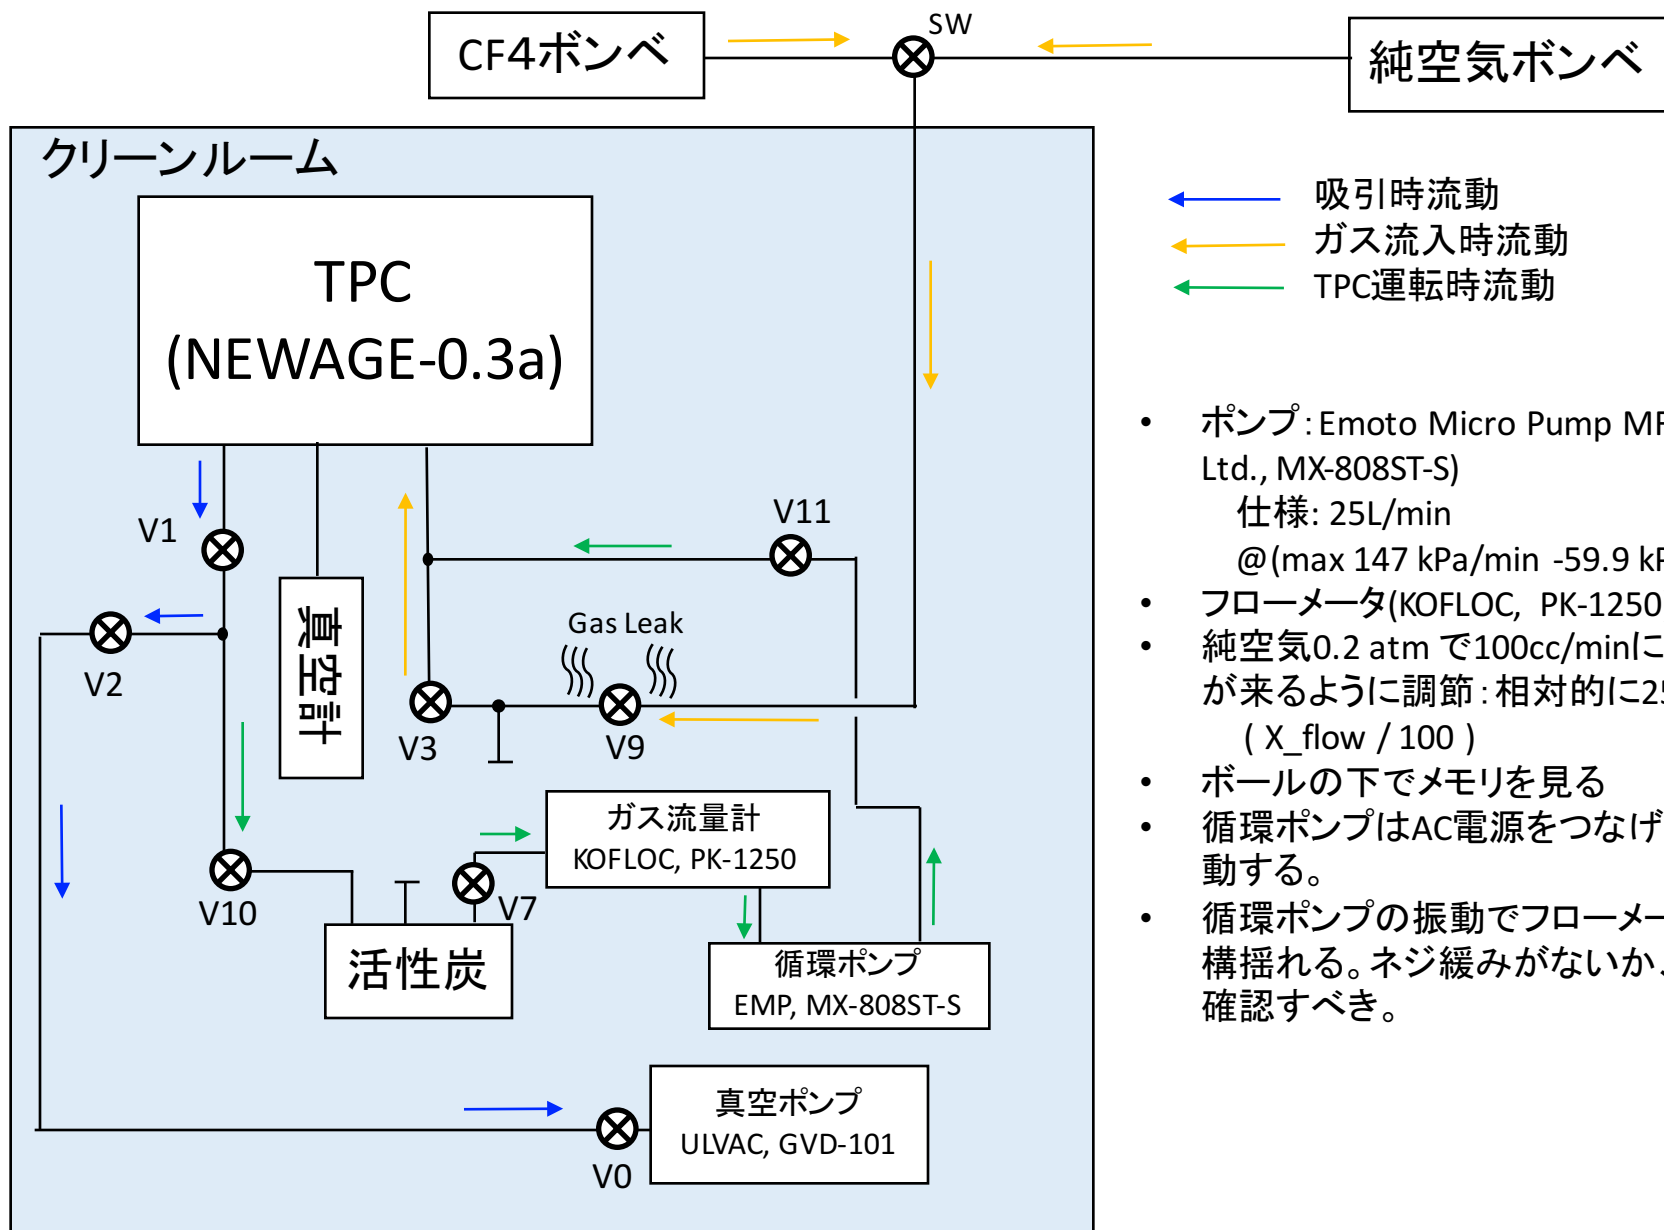 CF4ボンベ
SW
純空気ボンベ
クリーンルーム
TPC
(NEWAGE-0.3a)
吸引時流動
ガス流入時流動
TPC運転時流動
V1
V11
真空計
Gas Leak
V2
V3
V9
V10
V7
ガス流量計
KOFLOC, PK-1250
活性炭
循環ポンプ
EMP, MX-808ST-S
真空ポンプ
ULVAC, GVD-101
V0
• ポンプ：Emoto Micro Pump MF
Ltd., MX-808ST-S)
仕様: 25L/min
@(max 147 kPa/min -59.9 kP
• フローメータ(KOFLOC, PK-1250
• 純空気0.2 atm で100cc/minに
が来るように調節：相対的に25
( X_flow / 100 )
• ボールの下でメモリを見る
• 循環ポンプはAC電源をつなげ
動する。
• 循環ポンプの振動でフローメー
構揺れる。ネジ緩みがないか、
確認すべき。